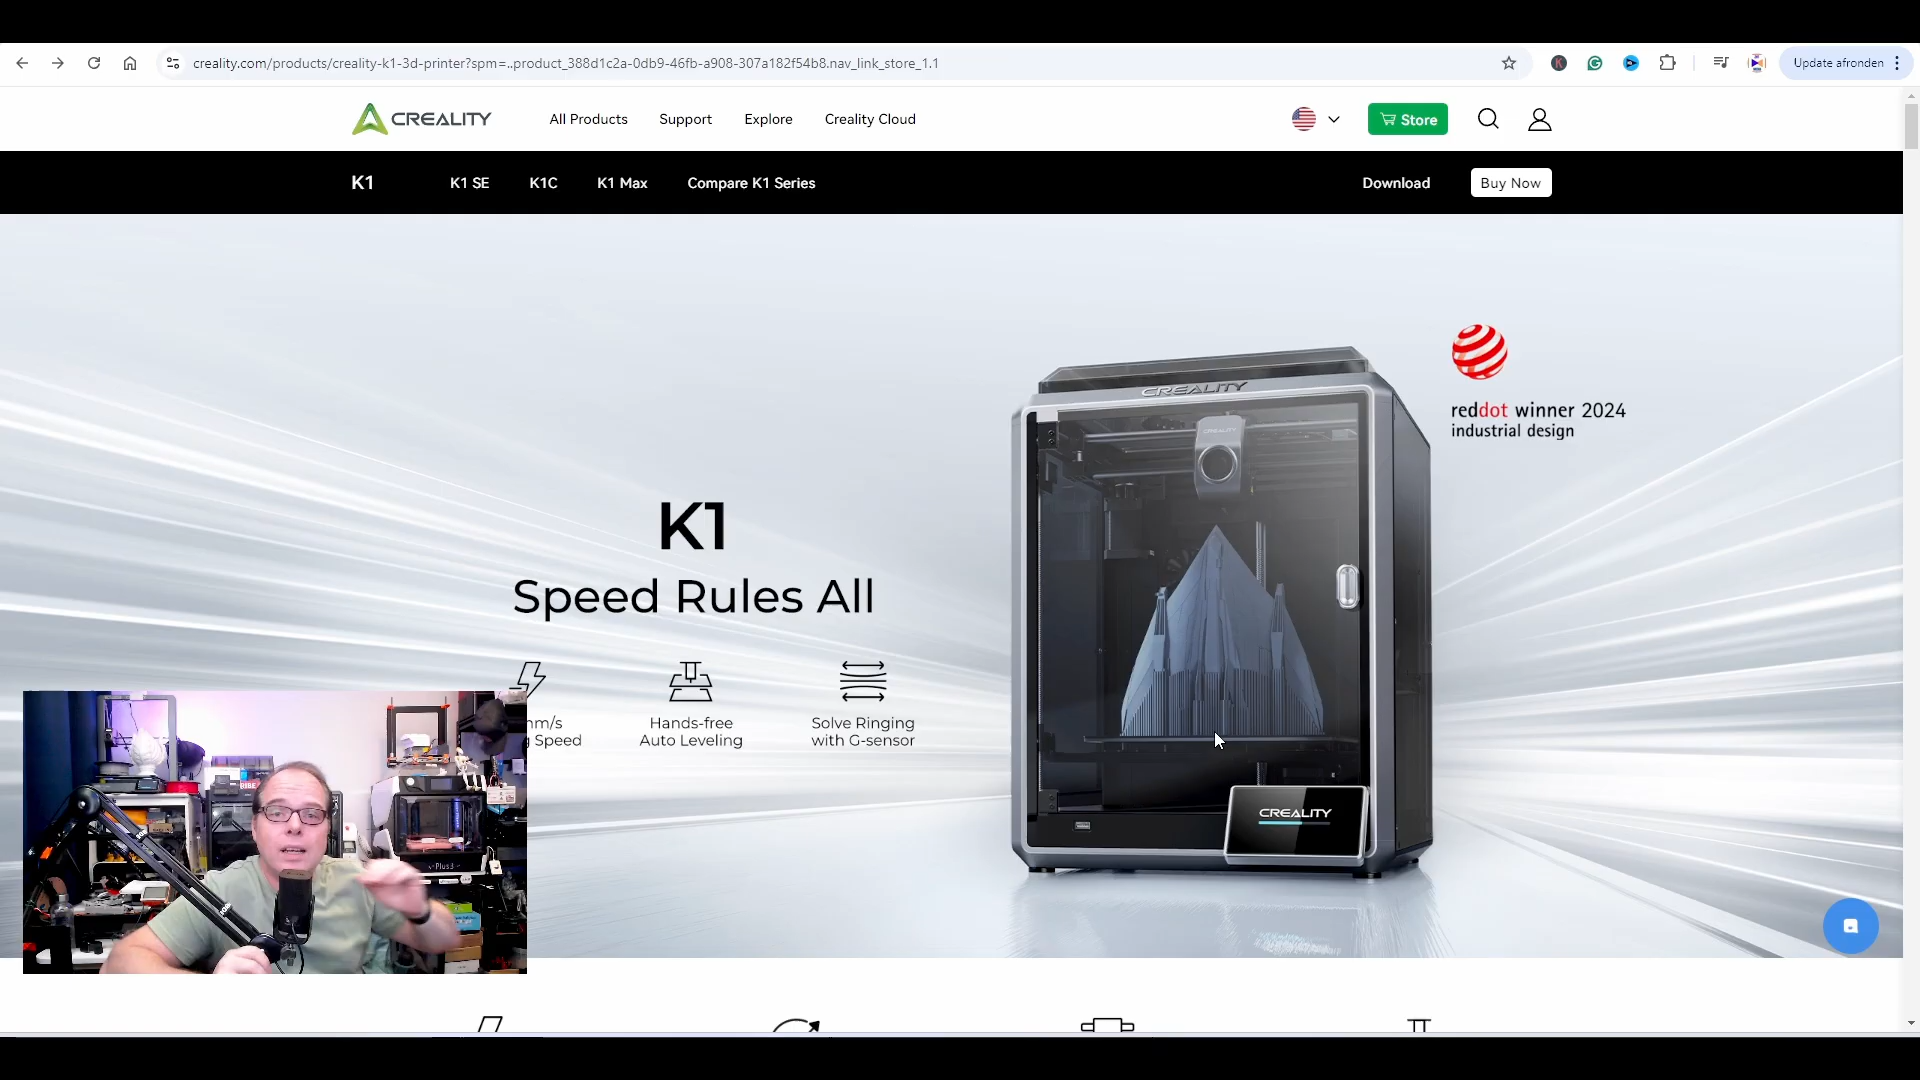 creality.com/products/creality-k1-3d-printer?spm=..product_388d1c2a-0db9-46fb-a908-307a182f54b8.nav_link_store_1.1
Update afronden
CREALITY
All Products
Support
Explore
Creality Cloud
Store
K1
K1 SE
K1C
K1 Max
Compare K1 Series
Download
Buy Now
CREALITY
CREALITY
reddot winner 2024
industrial design
K1
Speed Rules All
mm/s
Speed
Hands-free
Auto Leveling
Solve Ringing
with G-sensor
CREALITY
-Plus3